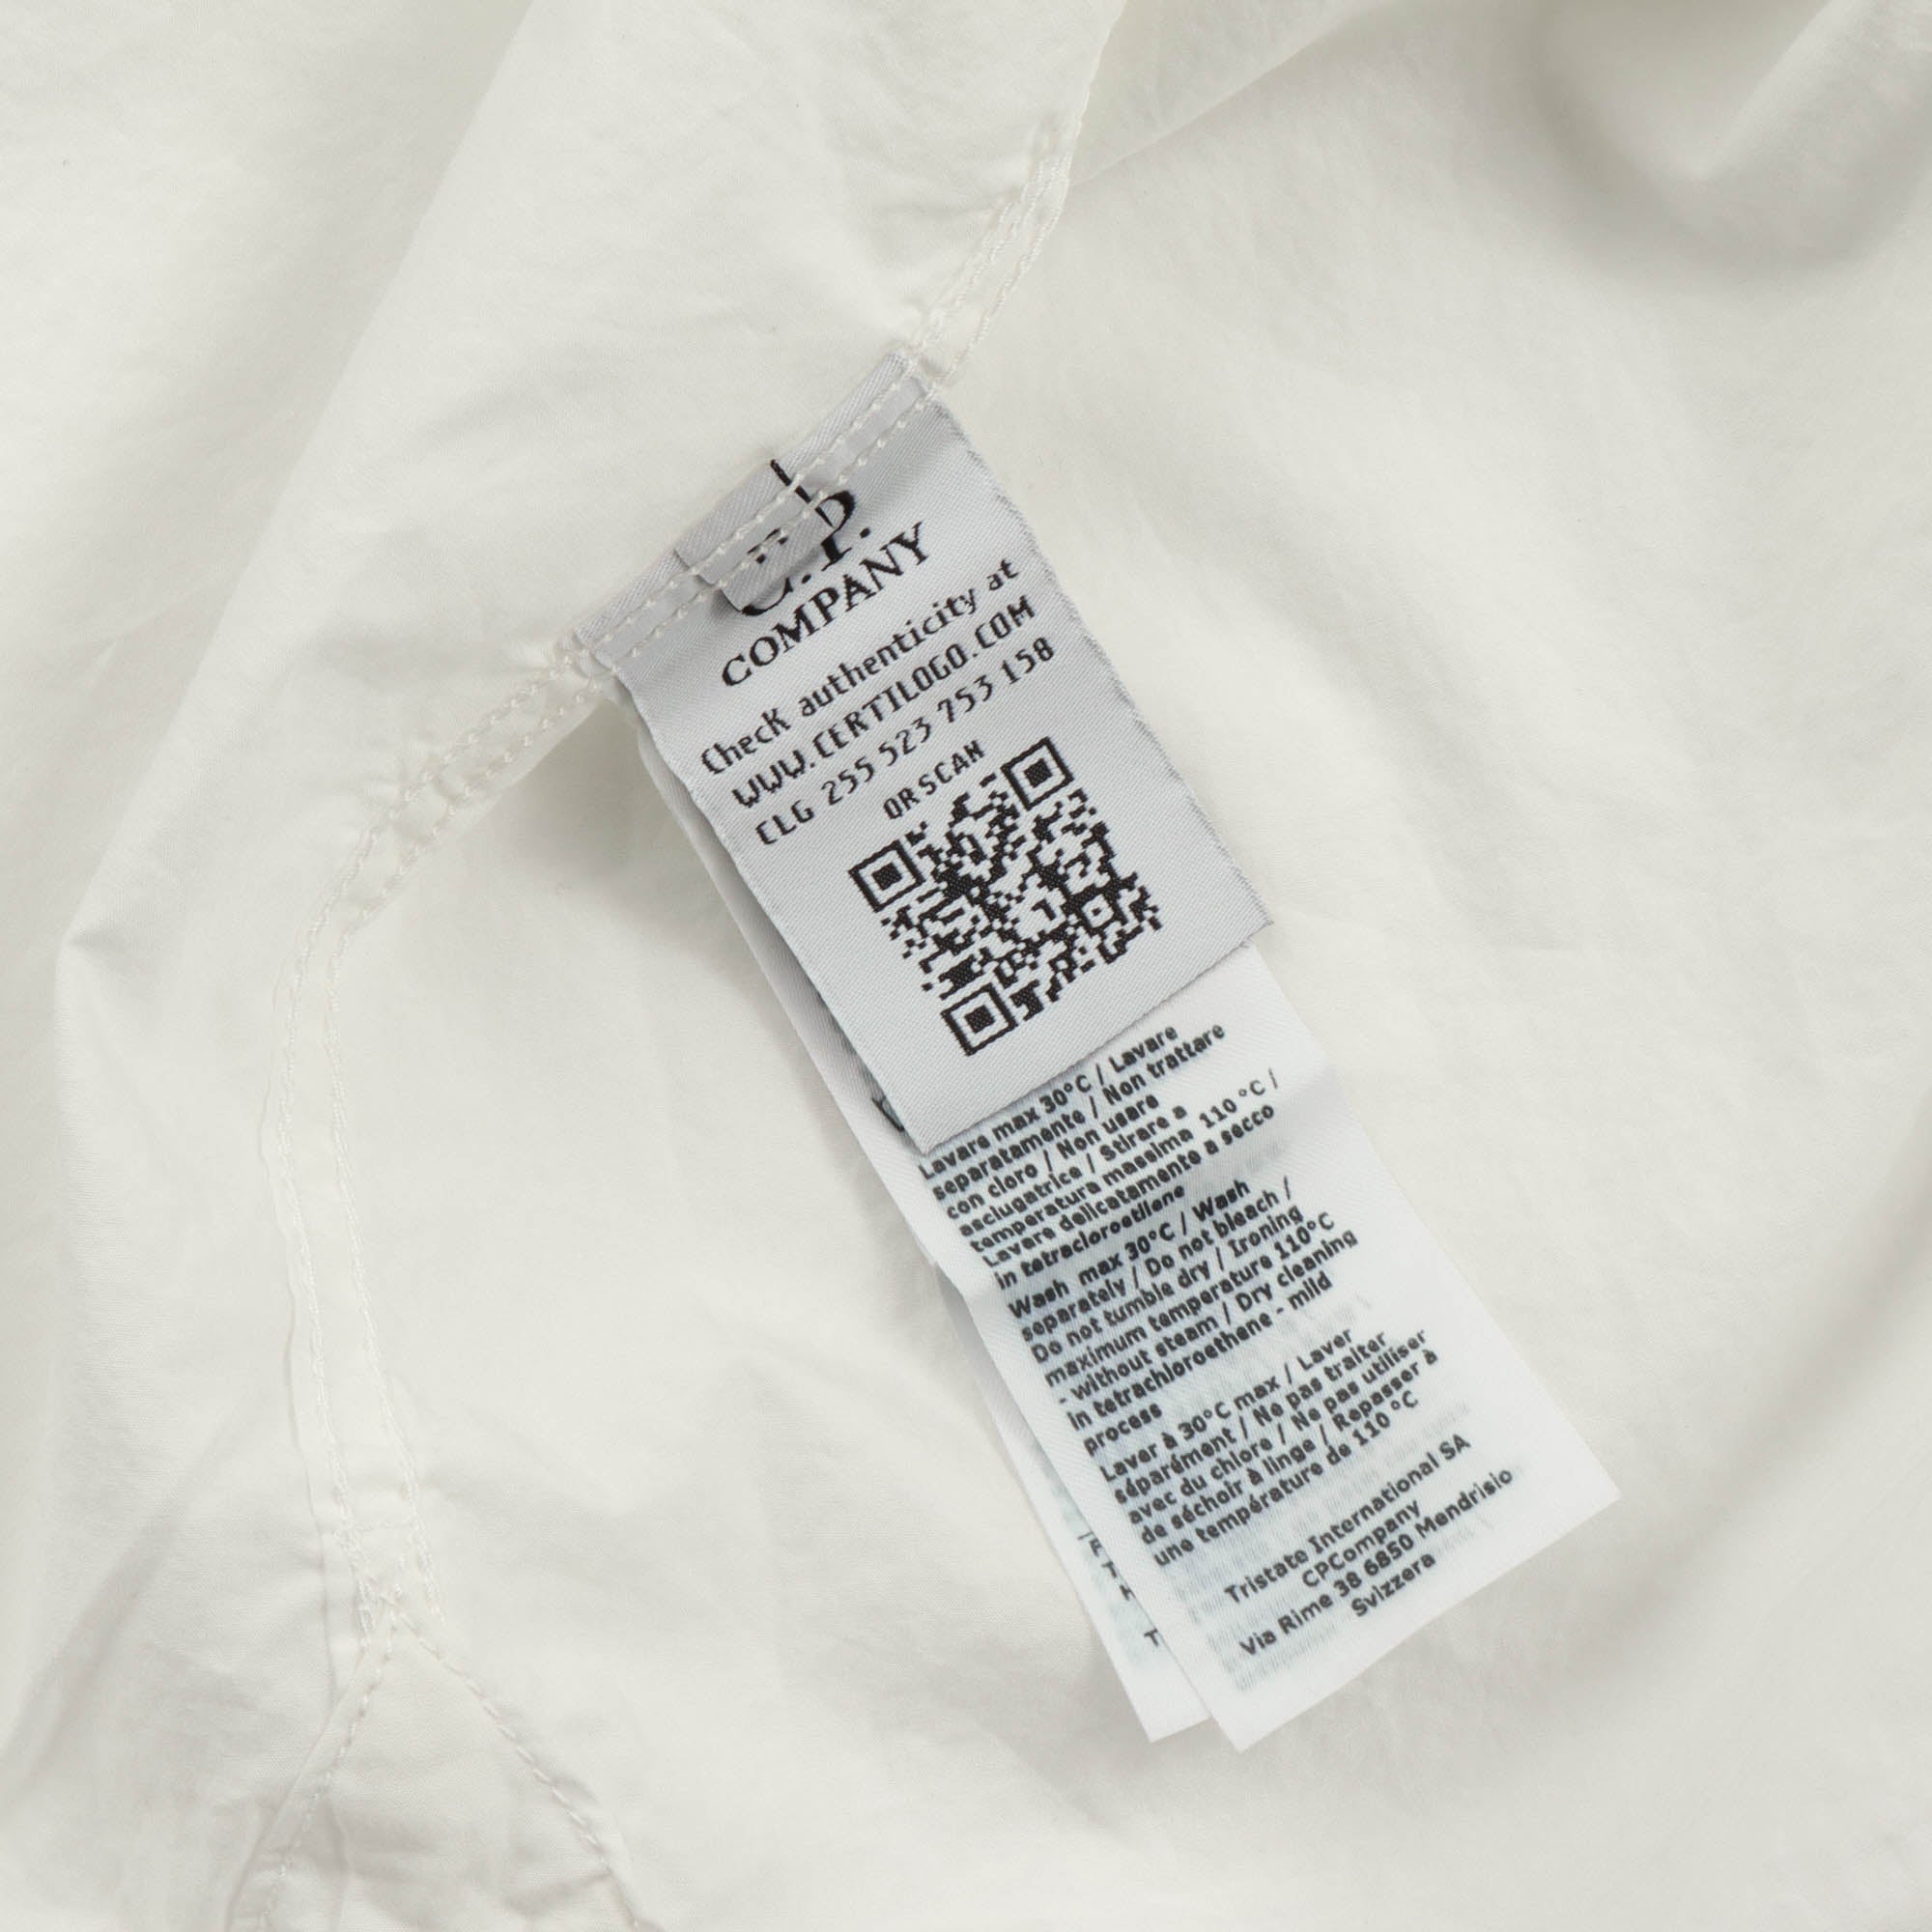 C.P.
COMPANY
Check authenticity at
WWW.CERTILOGO.COM
CLG 255 523 753 158
OR SCAN
Lavare max 30°C / Lavare
separatamente / Non trattare
con cloro / Non usare
asciugatrice / Stirare a
temperatura massima 110 °C /
Lavare delicatamente a secco
in tetracloroetilene
Wash max 30°C / Wash
separately / Do not bleach /
Do not tumble dry / Ironing
maximum temperature 110°C
- without steam / Dry cleaning
in tetrachloroethene - mild
process
Laver à 30°C max / Laver
séparément / Ne pas traiter
avec du chlore / Ne pas utiliser
de séchoir à linge / Repasser à
une température de 110 °C
Tristate International SA
CPCompany
Via Rime 38 6850 Mendrisio
Svizzera